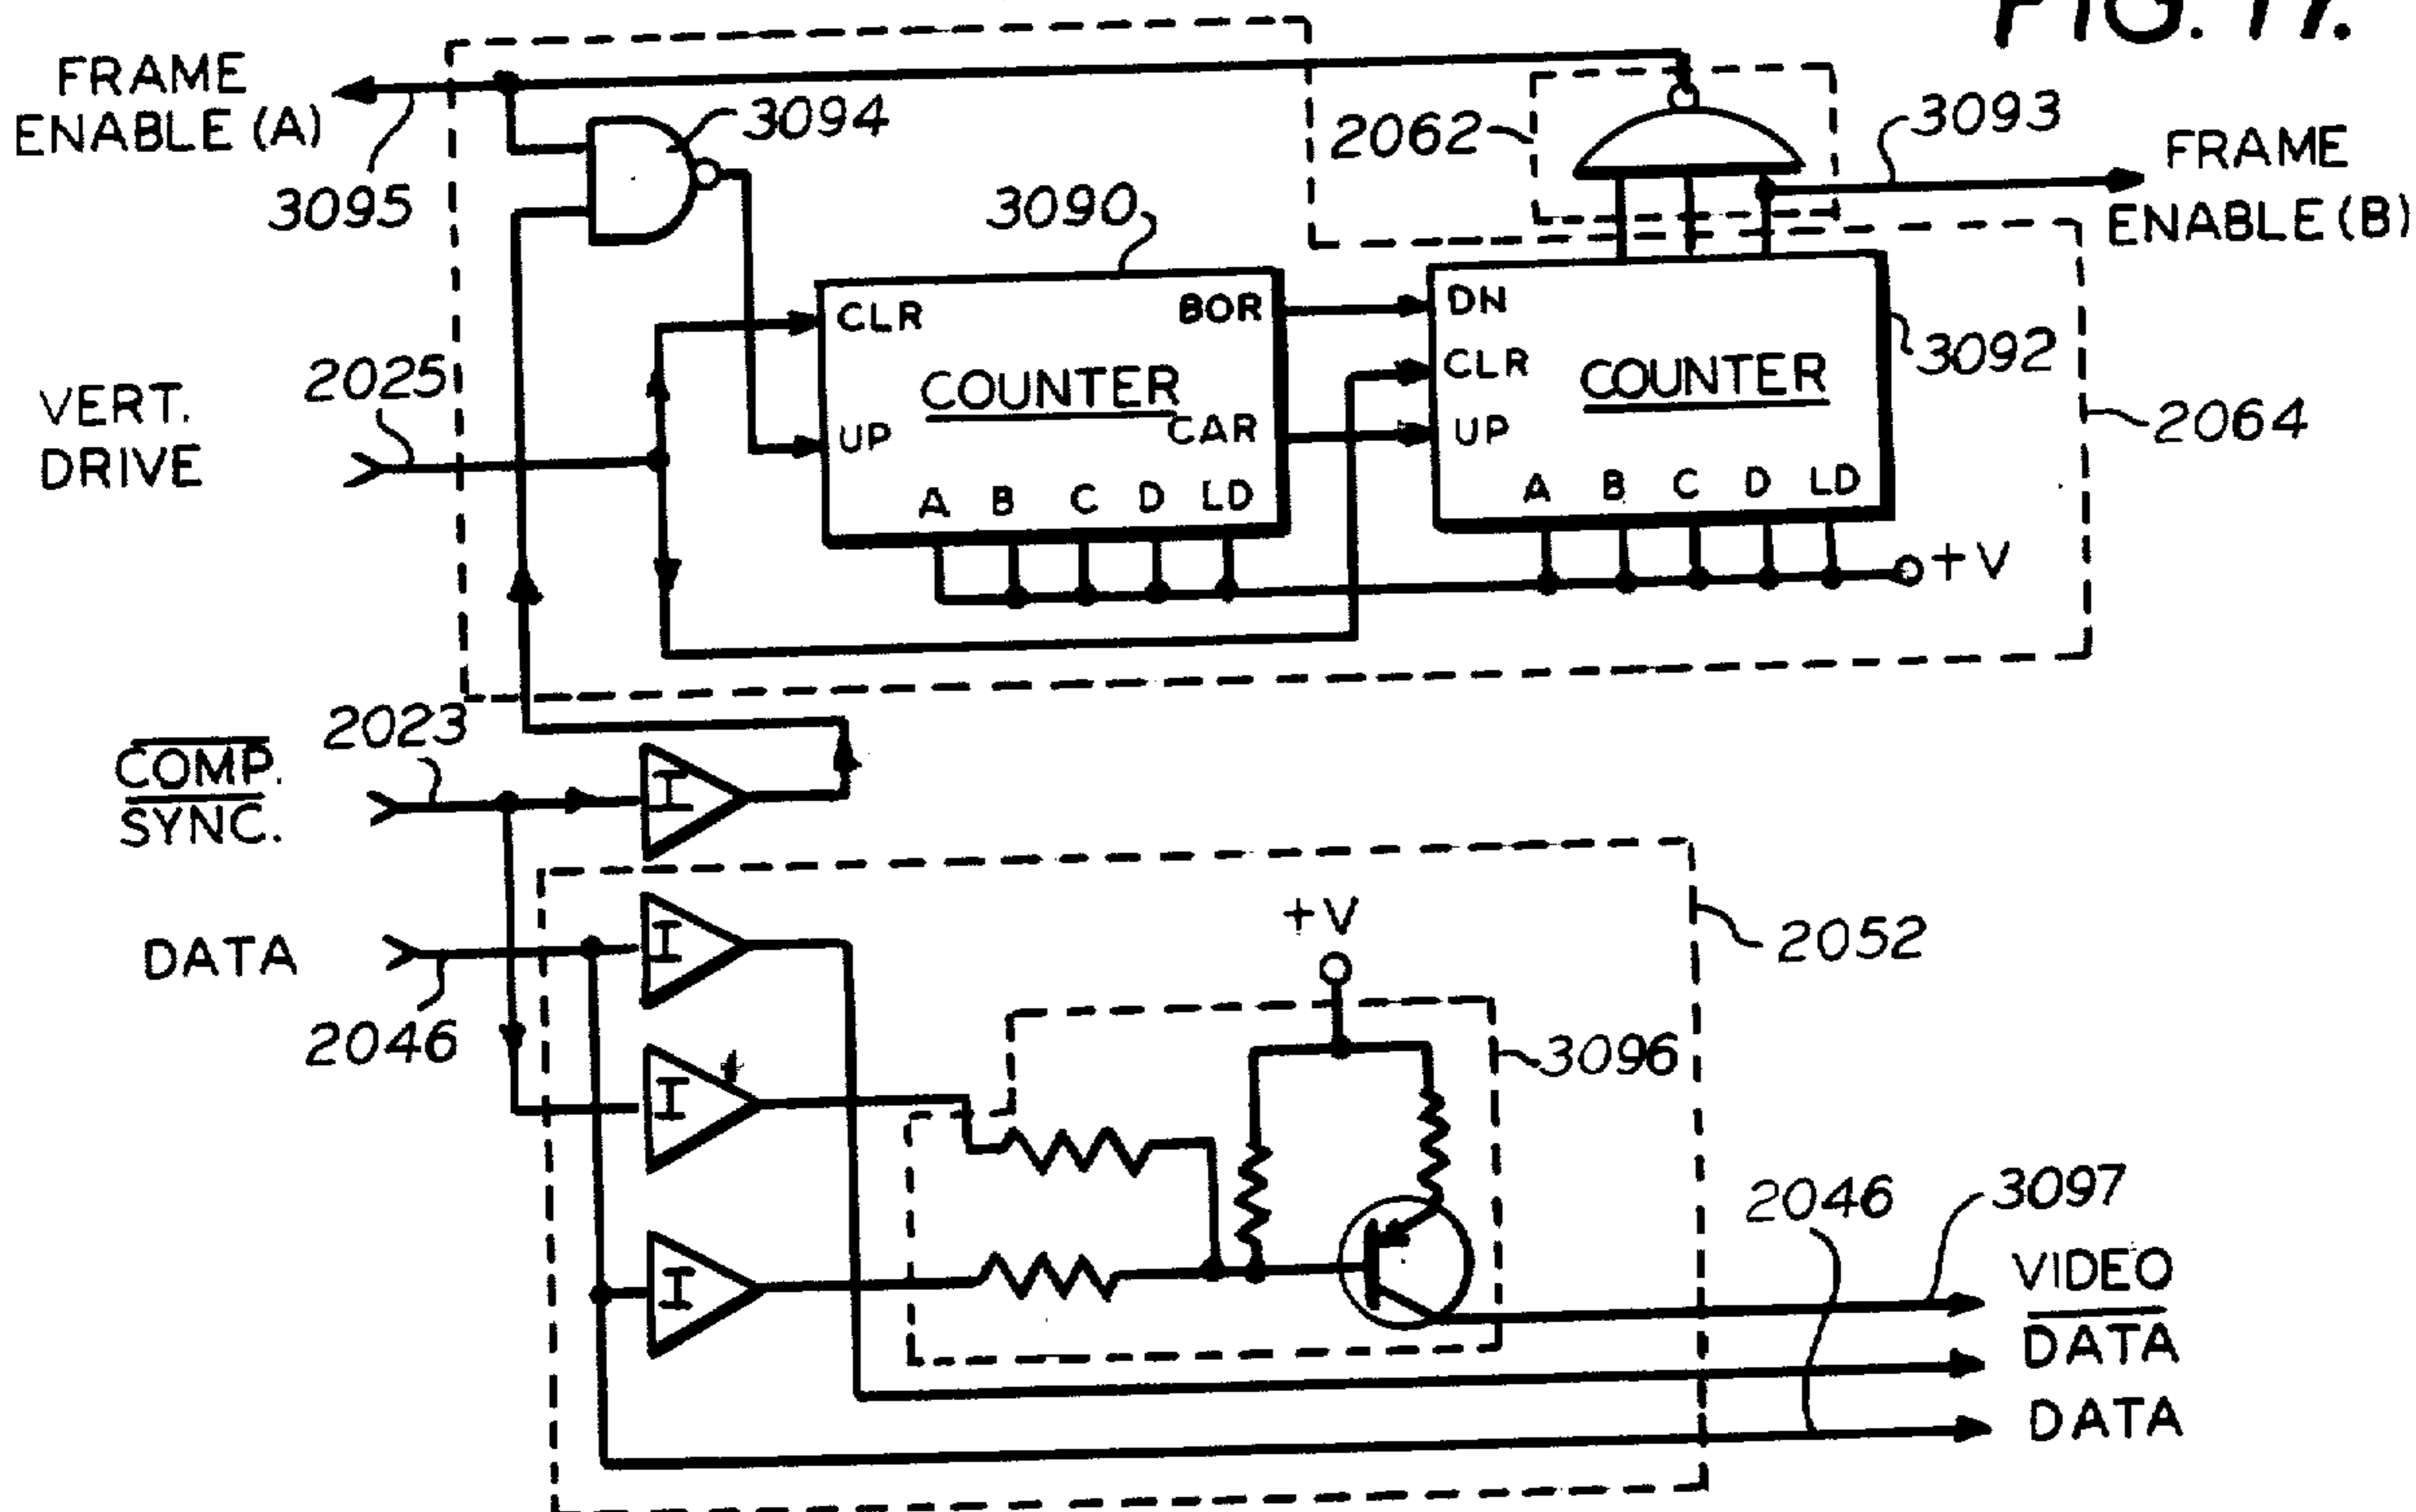 FIG. 17.
FRAME
ENABLE (A)
3095
3094
2062
3093
FRAME
ENABLE (B)
3090
CLR
BOR
COUNTER
UP
CAR
A B C D LD
DN
CLR
COUNTER
UP
A B C D LD
3092
2064
+V
VERT.
DRIVE
2025
COMP.
SYNC.
2023
I
DATA
2046
I
I
I
+V
2052
3096
2046
3097
VIDEO
DATA
DATA